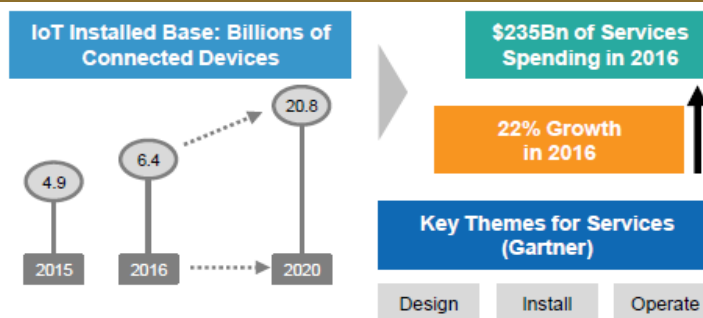 IoT Installed Base: Billions of
Connected Devices
4.9
6.4
20.8
2015
2016
2020
$235Bn of Services
Spending in 2016
22% Growth
in 2016
Key Themes for Services
(Gartner)
Design
Install
Operate